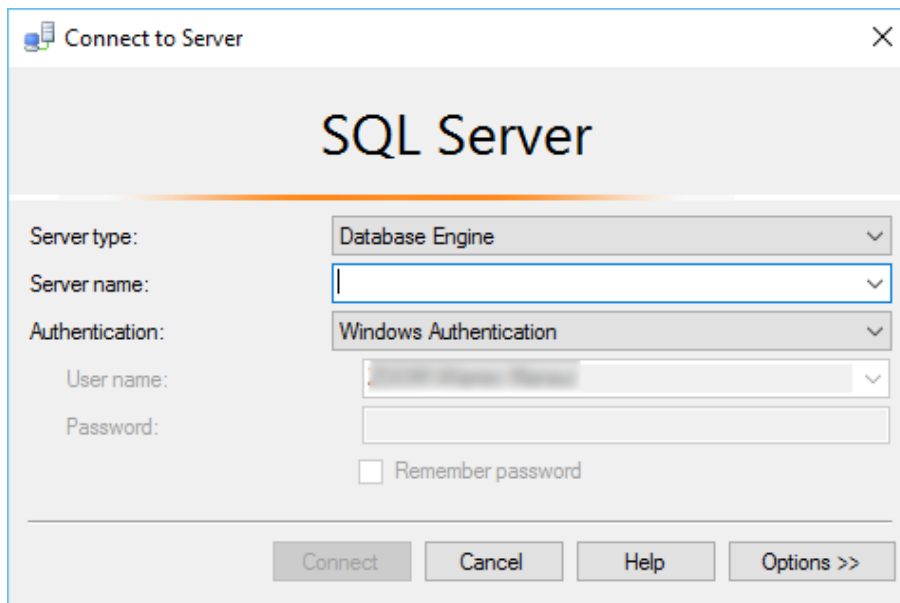 Connect to Server
SQL Server
Server type: Database Engine
Server name:
Authentication: Windows Authentication
User name:
Password:
Remember password
Connect Cancel Help Options >>